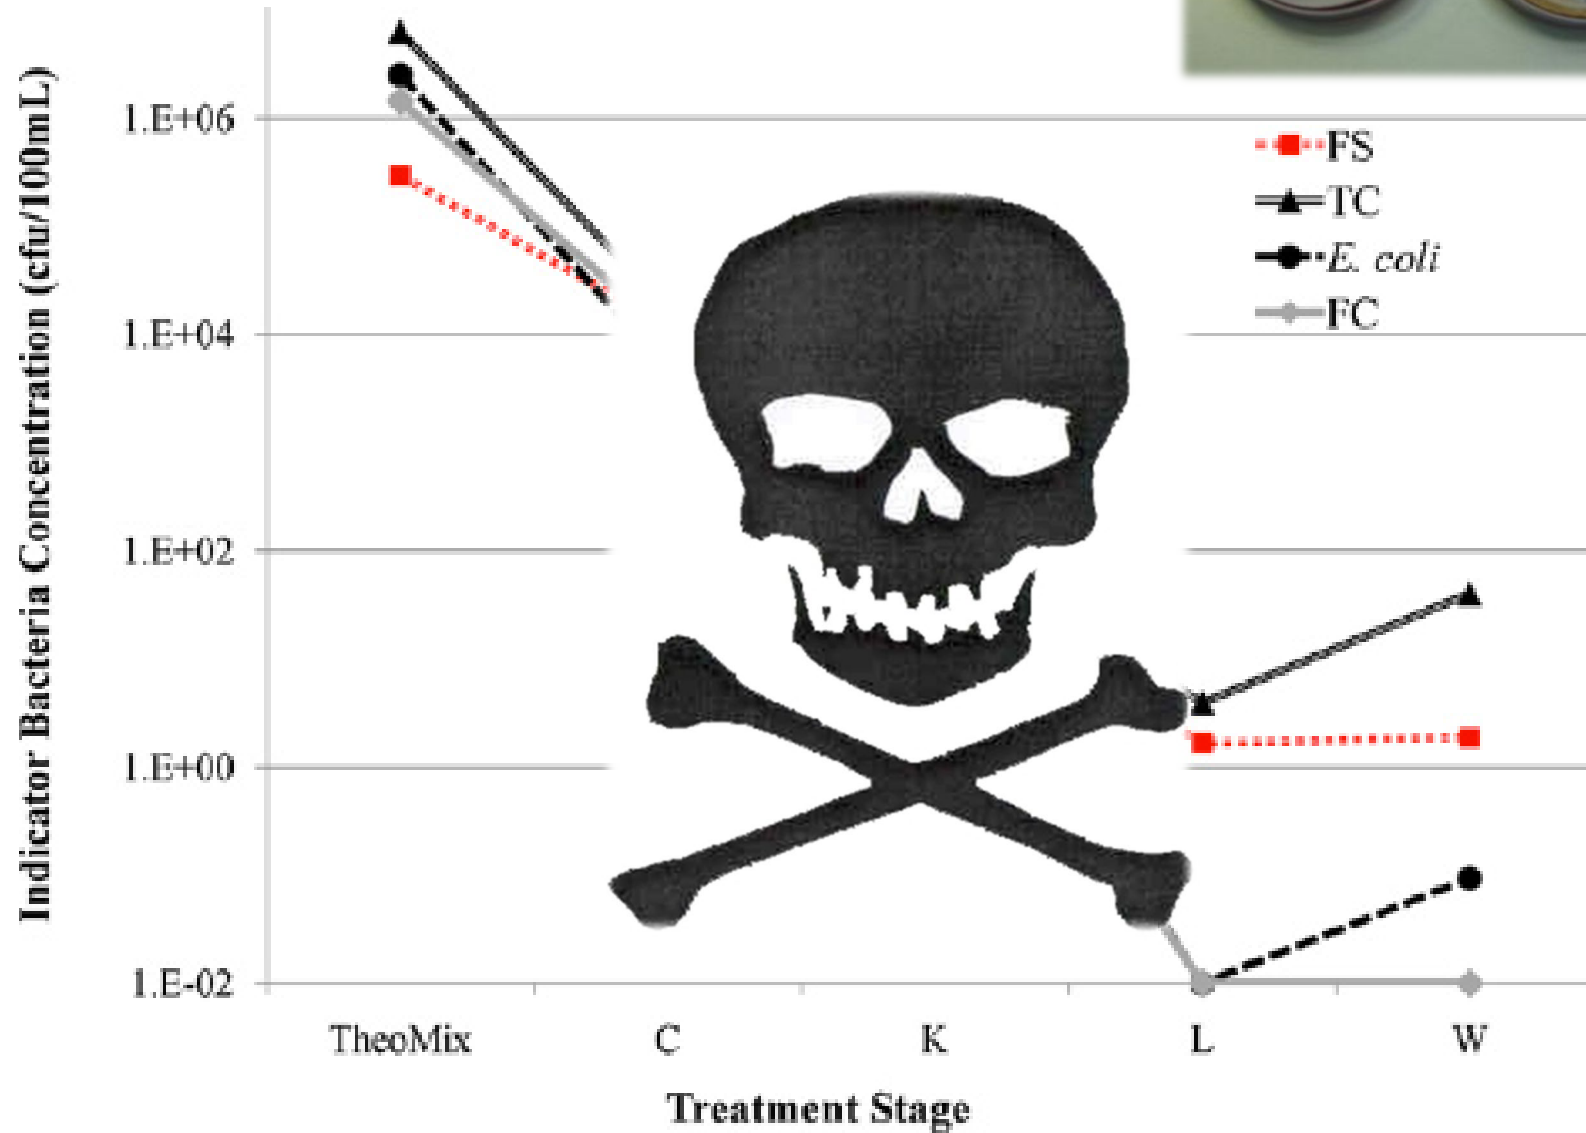 Indicator Bacteria Concentration (cfu/100mL)
1.E+06
1.E+04
1.E+02
1.E+00
1.E-02
FS
TC
E. coli
FC
TheoMix
C
K
L
W
Treatment Stage